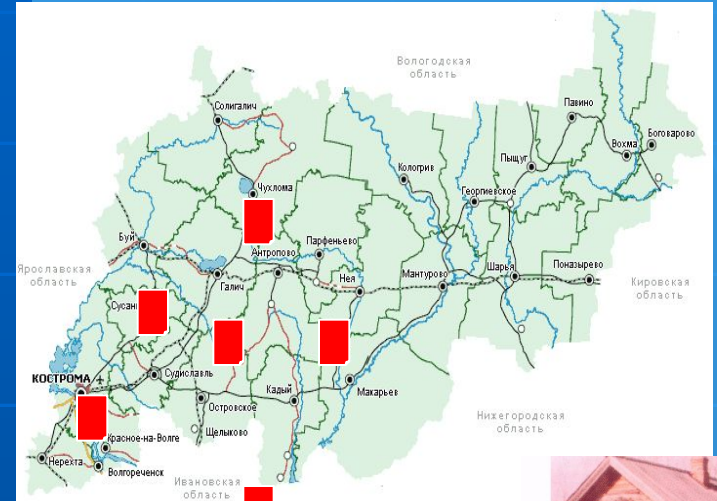 Вологодская
область
Павино
Солигалич
Боговарово
Вохма
Пыщуг
Кологрив
Чухлома
Георгиевское
Парфеньево
Буй
Антропово
Ярославская
область
Галич
Нея
Мантурово
Шарья
Поназырево
Кировская
область
КОСТРОМА
Судиславль
Кадый
Макарьев
Островское
Нижегородская
область
Щелыково
Красное-на-Волге
Нерехта
Волгореченск
Ивановская
область